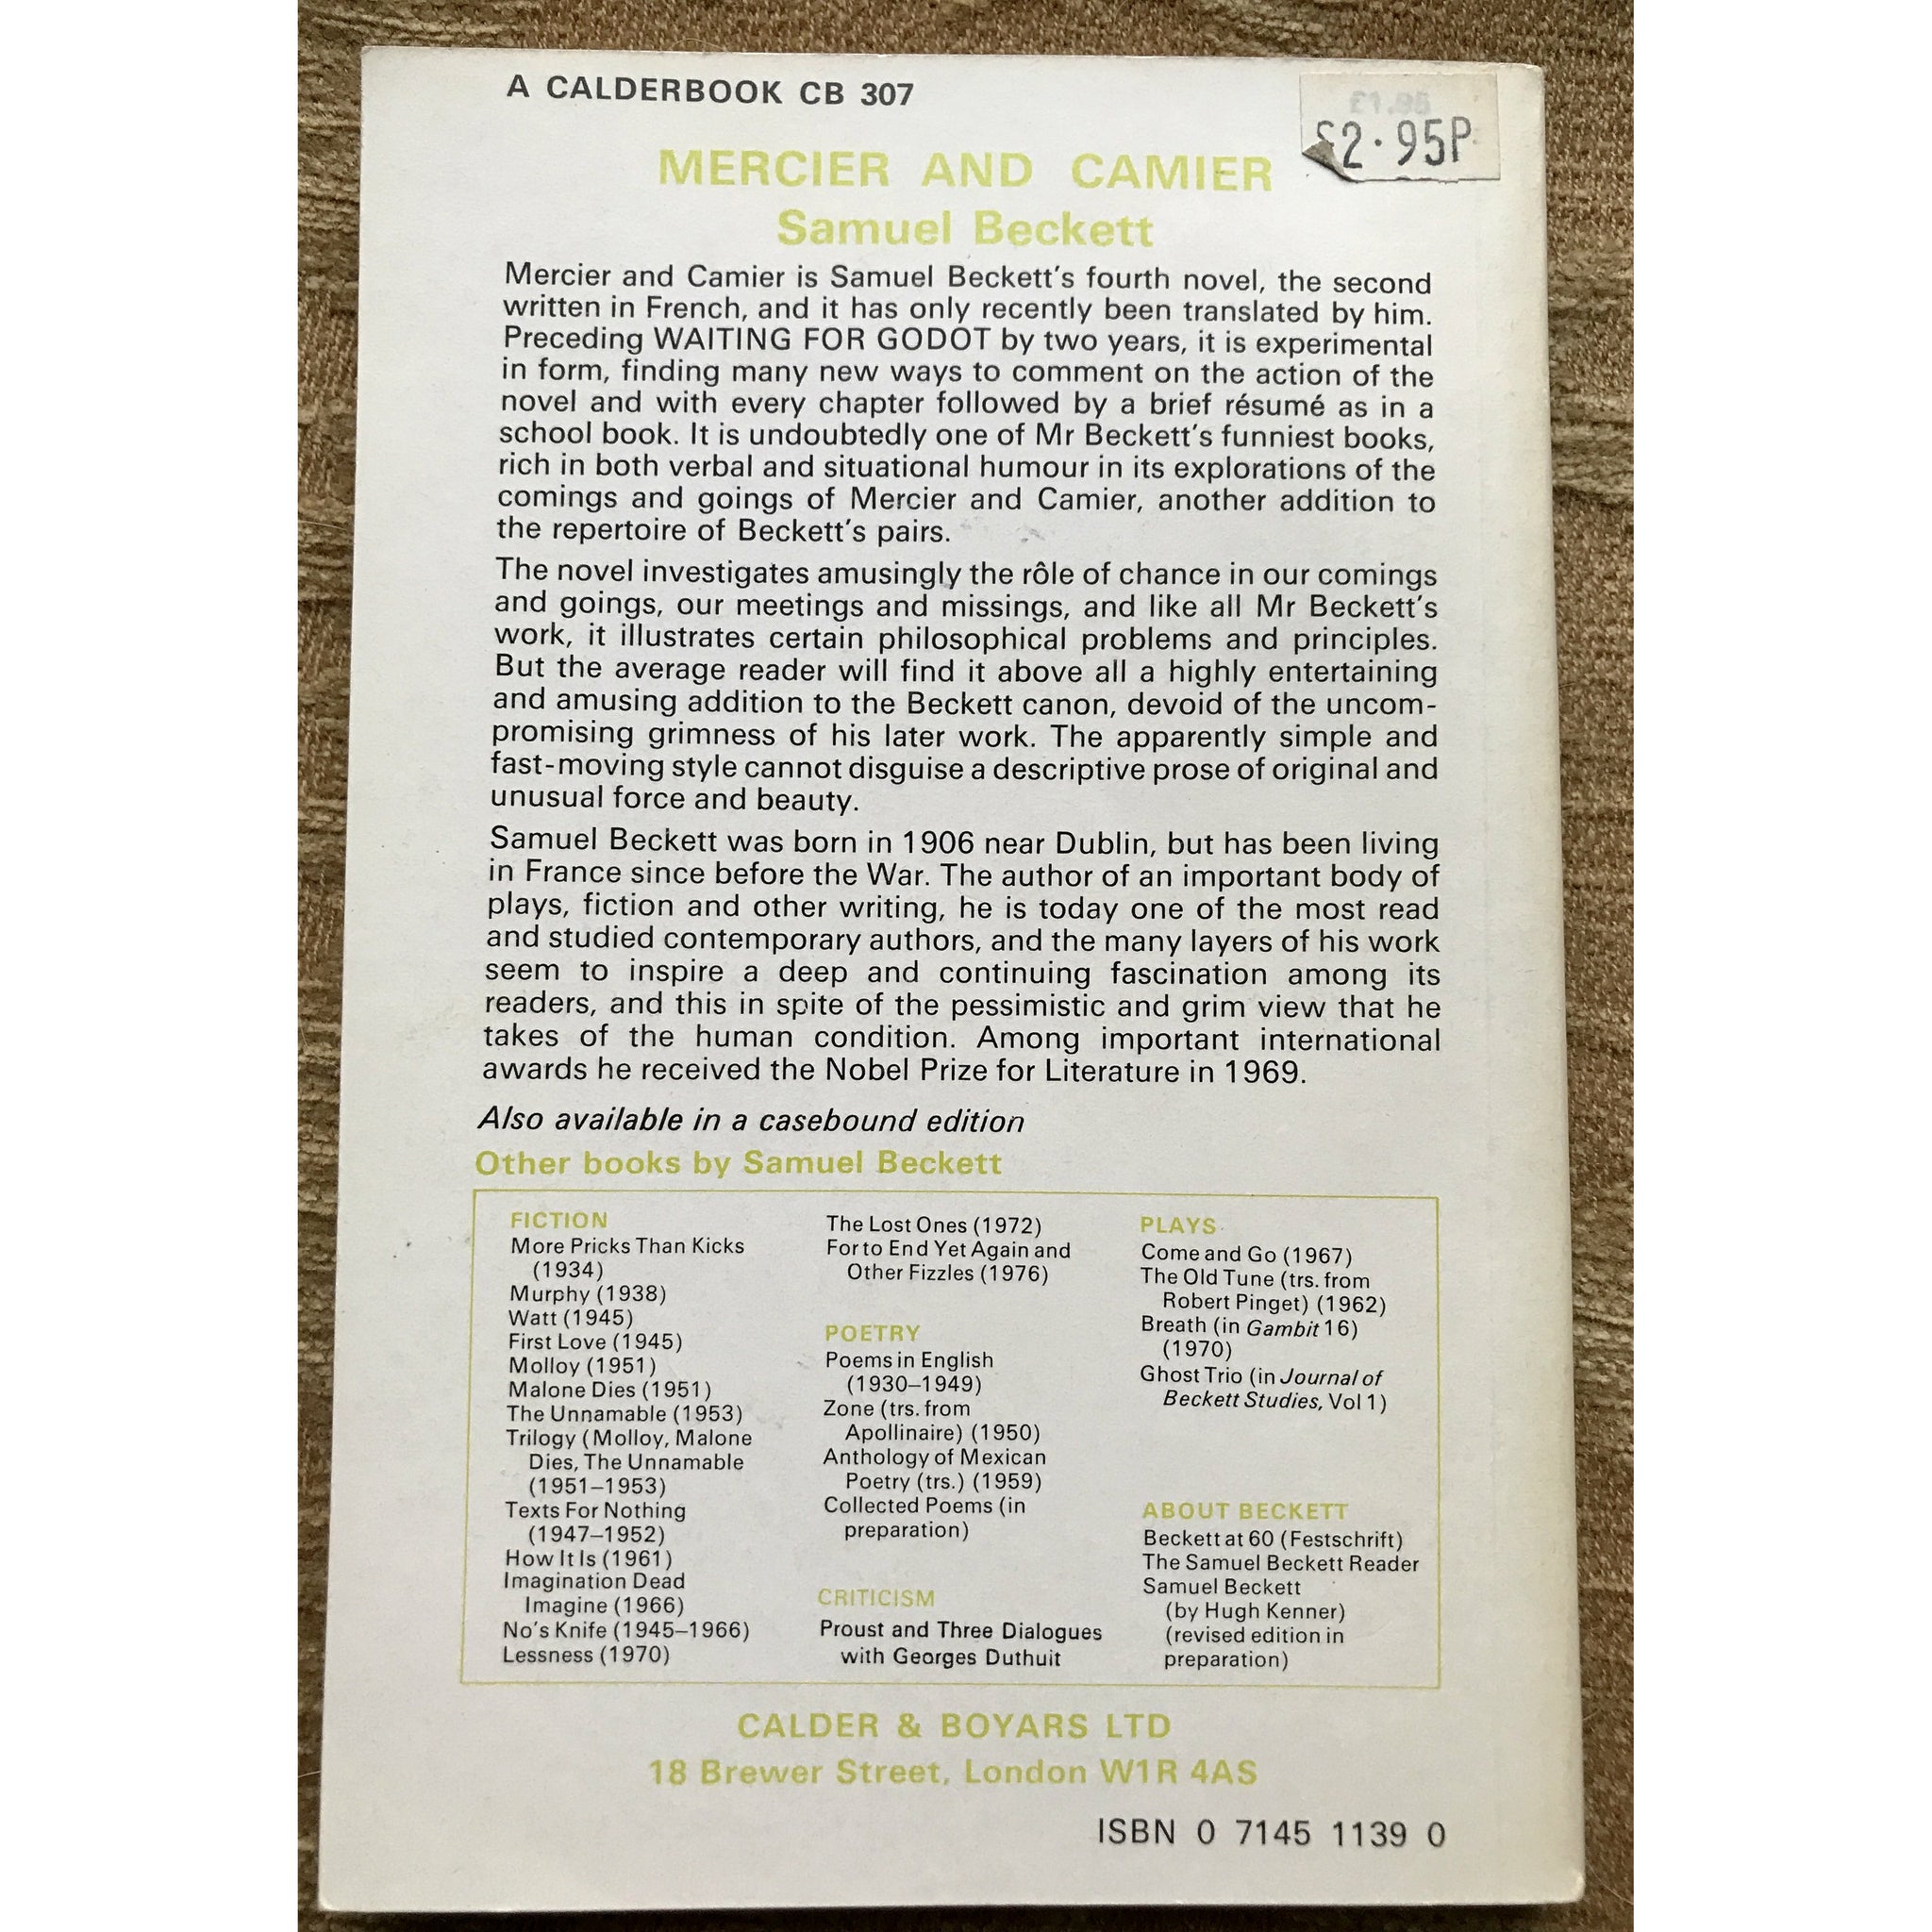 A CALDERBOOK CB 307
£1.95
£2·95P
MERCIER AND CAMIER
Samuel Beckett
Mercier and Camier is Samuel Beckett's fourth novel, the second
written in French, and it has only recently been translated by him.
Preceding WAITING FOR GODOT by two years, it is experimental
in form, finding many new ways to comment on the action of the
novel and with every chapter followed by a brief résumé as in a
school book. It is undoubtedly one of Mr Beckett's funniest books,
rich in both verbal and situational humour in its explorations of the
comings and goings of Mercier and Camier, another addition to
the repertoire of Beckett's pairs.
The novel investigates amusingly the rôle of chance in our comings
and goings, our meetings and missings, and like all Mr Beckett's
work, it illustrates certain philosophical problems and principles.
But the average reader will find it above all a highly entertaining
and amusing addition to the Beckett canon, devoid of the uncom-
promising grimness of his later work. The apparently simple and
fast-moving style cannot disguise a descriptive prose of original and
unusual force and beauty.
Samuel Beckett was born in 1906 near Dublin, but has been living
in France since before the War. The author of an important body of
plays, fiction and other writing, he is today one of the most read
and studied contemporary authors, and the many layers of his work
seem to inspire a deep and continuing fascination among its
readers, and this in spite of the pessimistic and grim view that he
takes of the human condition. Among important international
awards he received the Nobel Prize for Literature in 1969.
Also available in a casebound edition
Other books by Samuel Beckett
FICTION
More Pricks Than Kicks
(1934)
Murphy (1938)
Watt (1945)
First Love (1945)
Molloy (1951)
Malone Dies (1951)
The Unnamable (1953)
Trilogy (Molloy, Malone
Dies, The Unnamable
(1951–1953)
Texts For Nothing
(1947–1952)
How It Is (1961)
Imagination Dead
Imagine (1966)
No's Knife (1945–1966)
Lessness (1970)
The Lost Ones (1972)
For to End Yet Again and
Other Fizzles (1976)
POETRY
Poems in English
(1930–1949)
Zone (trs. from
Apollinaire) (1950)
Anthology of Mexican
Poetry (trs.) (1959)
Collected Poems (in
preparation)
CRITICISM
Proust and Three Dialogues
with Georges Duthuit
PLAYS
Come and Go (1967)
The Old Tune (trs. from
Robert Pinget) (1962)
Breath (in Gambit 16)
(1970)
Ghost Trio (in Journal of
Beckett Studies, Vol 1)
ABOUT BECKETT
Beckett at 60 (Festschrift)
The Samuel Beckett Reader
Samuel Beckett
(by Hugh Kenner)
(revised edition in
preparation)
CALDER & BOYARS LTD
18 Brewer Street, London W1R 4AS
ISBN 0 7145 1139 0